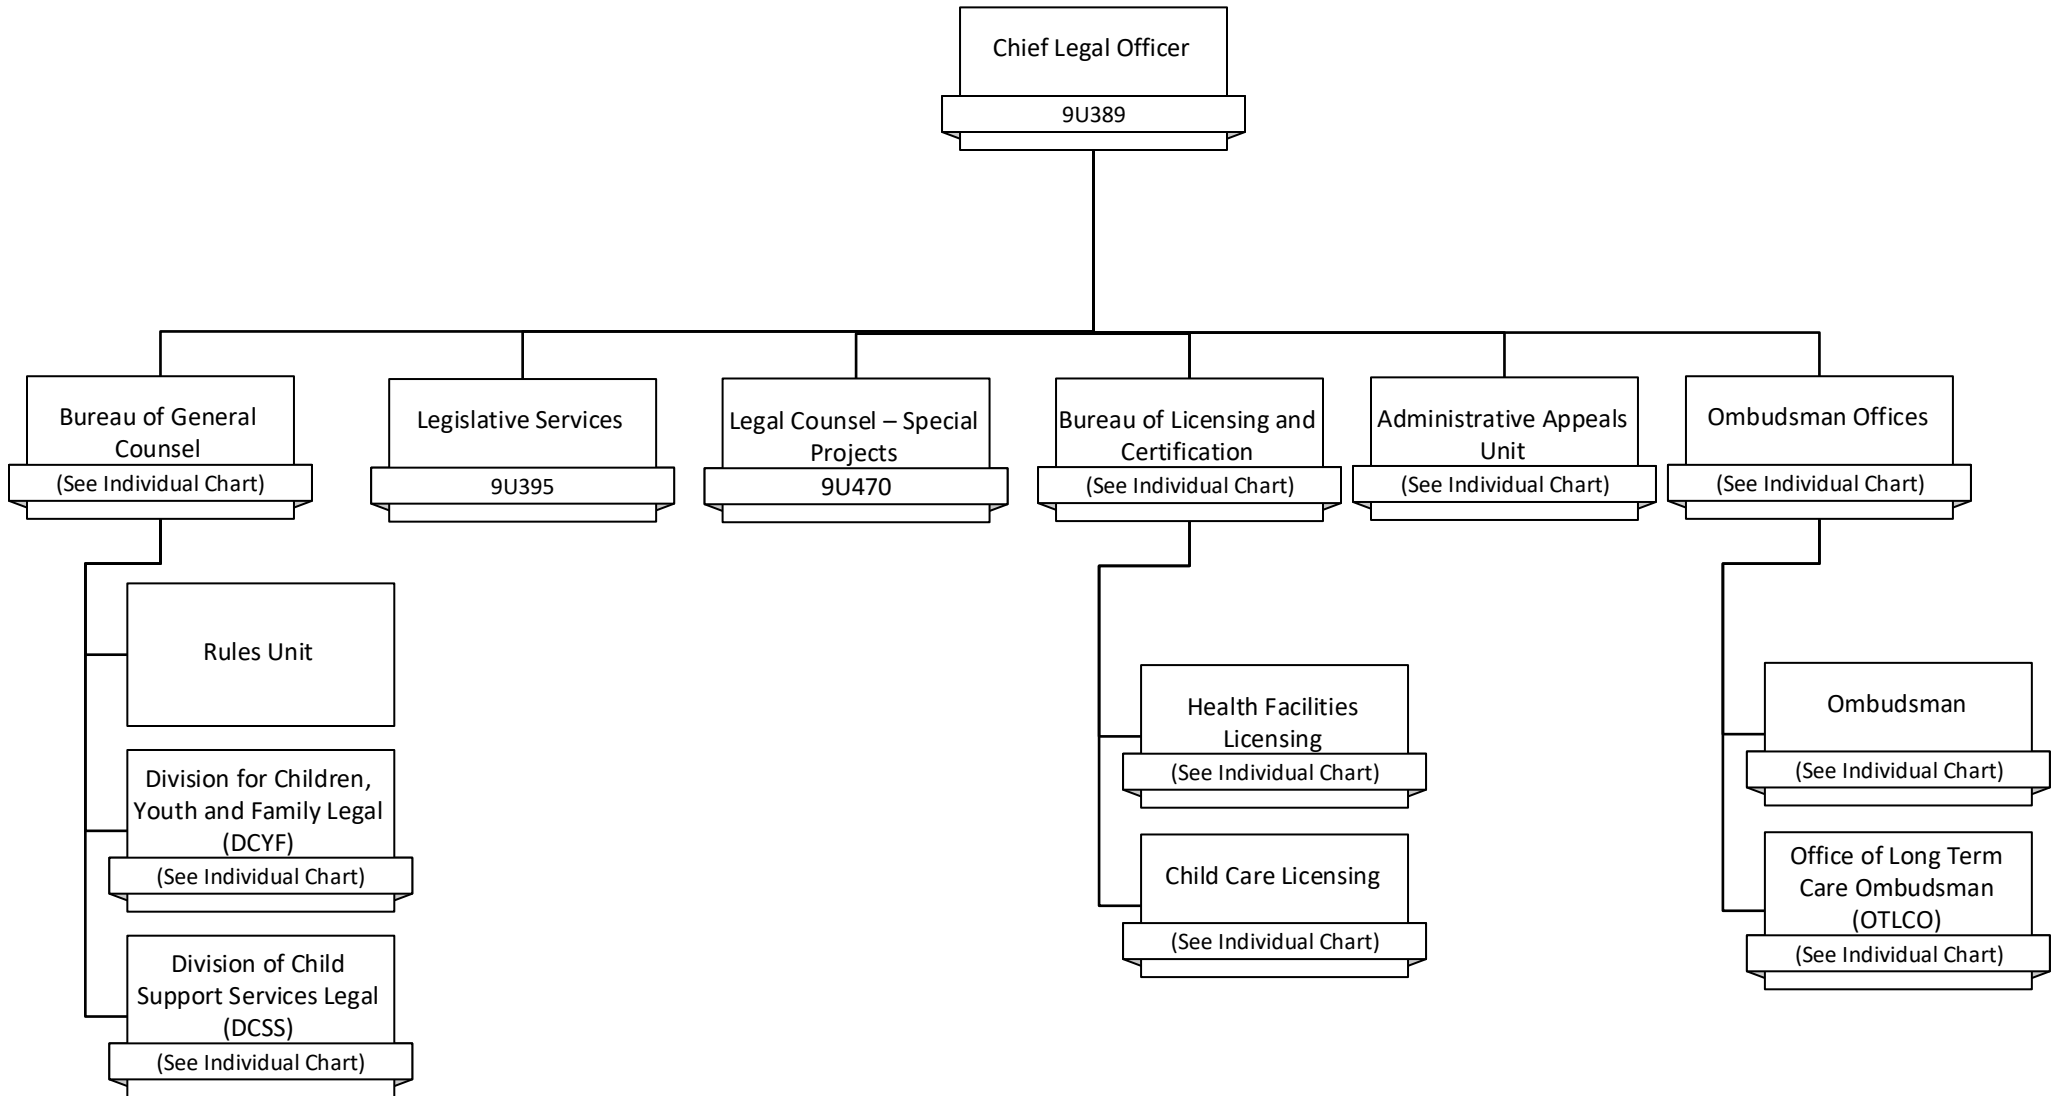 Chief Legal Officer
9U389
Bureau of General
Counsel
(See Individual Chart)
Legislative Services
9U395
Legal Counsel – Special
Projects
9U470
Bureau of Licensing and
Certification
(See Individual Chart)
Administrative Appeals
Unit
(See Individual Chart)
Ombudsman Offices
(See Individual Chart)
Rules Unit
Division for Children,
Youth and Family Legal
(DCYF)
(See Individual Chart)
Division of Child
Support Services Legal
(DCSS)
(See Individual Chart)
Health Facilities
Licensing
(See Individual Chart)
Child Care Licensing
(See Individual Chart)
Ombudsman
(See Individual Chart)
Office of Long Term
Care Ombudsman
(OTLCO)
(See Individual Chart)